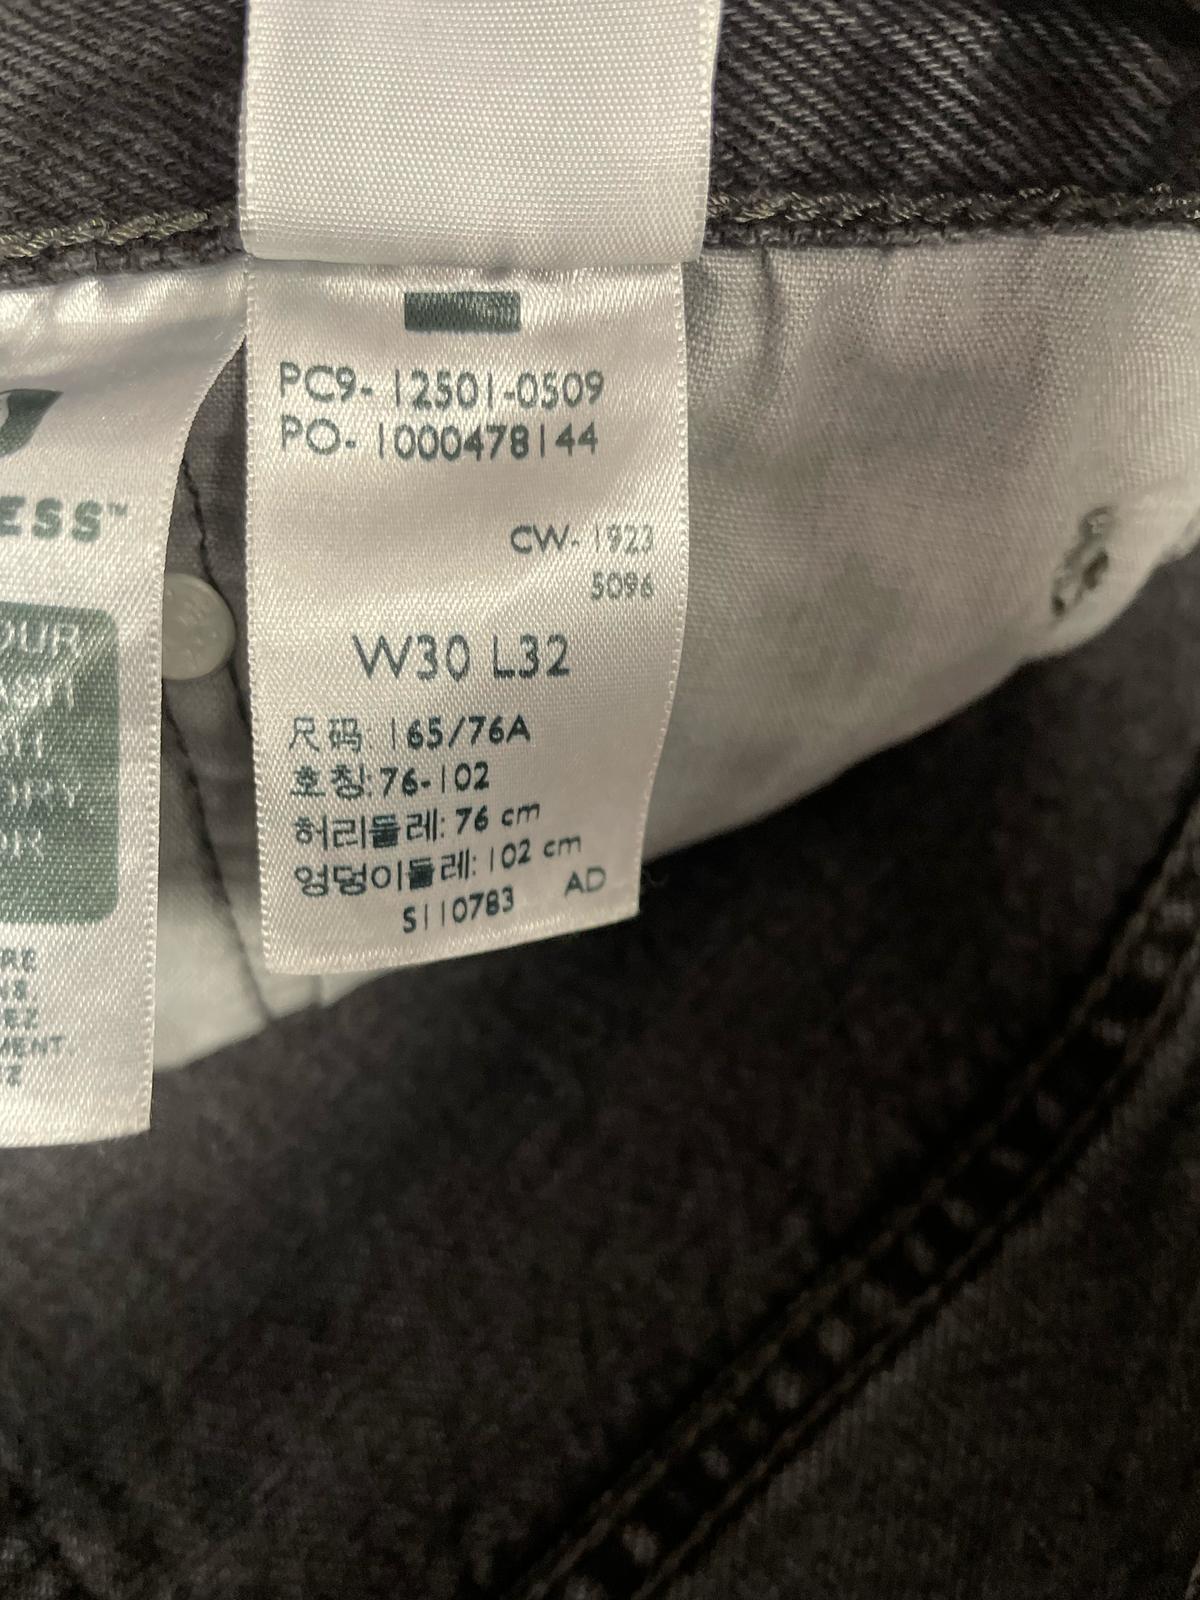 PC9- 12501-0509
PO- 1000478144
CW- 1923
5096
W30 L32
尺码: 165/76A
호칭: 76-102
허리둘레: 76 cm
엉덩이둘레: 102 cm
S110783 AD
ESS™
OUR